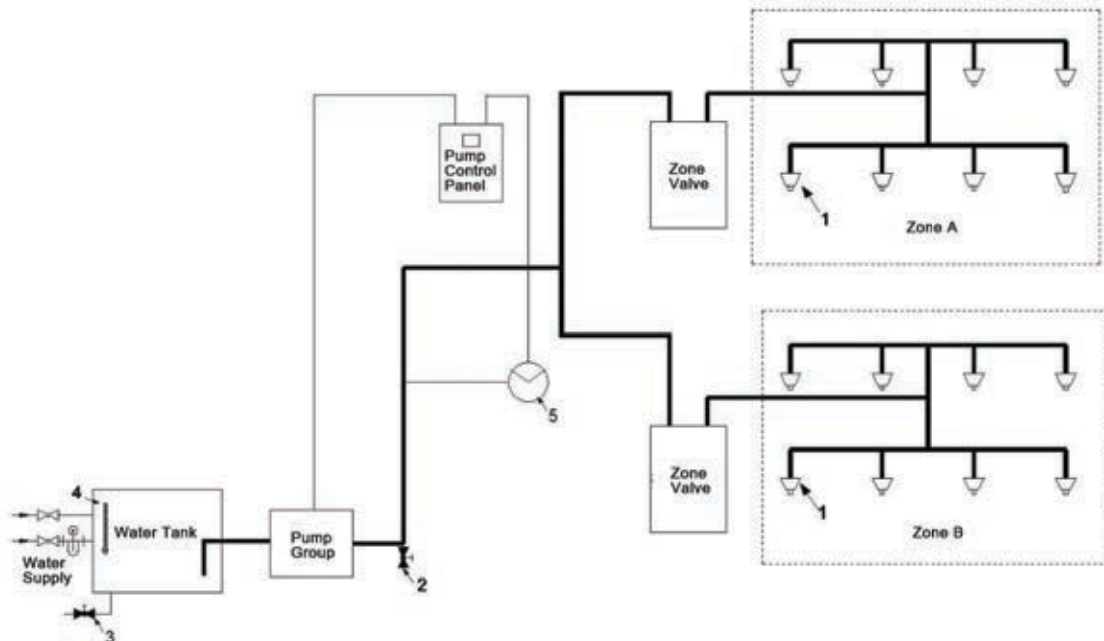 Pump
Control
Panel
Zone
Valve
1
Zone A
5
Zone
Valve
1
Zone B
4
Water Tank
Water
Supply
Pump
Group
2
3